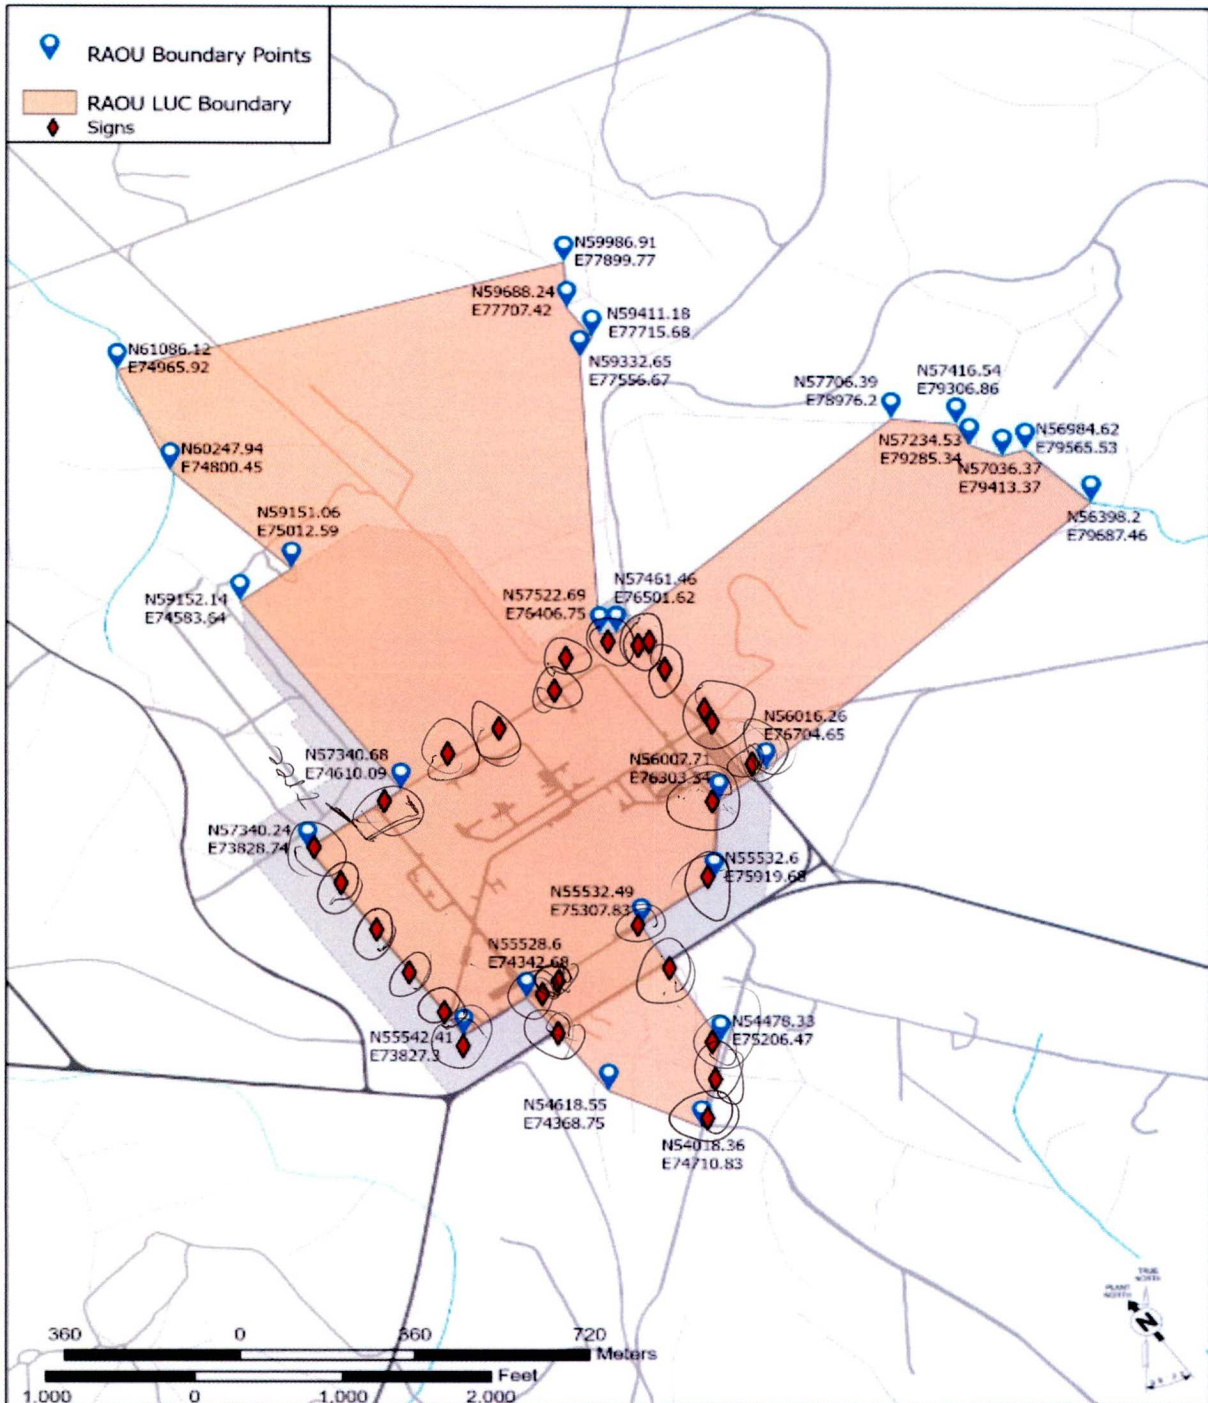 RAOU Boundary Points
RAOU LUC Boundary
Signs
N59986.91
E77899.77
N59688.24
E77707.42
N59411.18
E77715.68
N59332.65
E77556.67
N61086.12
E74965.92
N57706.39
E78976.2
N57416.54
E79306.86
N57234.53
E79285.34
N56984.62
E79565.53
N57036.37
E79413.37
N60247.94
E74800.45
N56398.2
E79687.46
N59151.06
E75012.59
N59152.14
E74583.64
N57522.69
E76406.75
N57461.46
E76501.62
N56016.26
E76704.65
N57340.68
E74610.09
N56007.71
E76303.34
N57340.24
E73828.74
N55532.6
E75919.68
N55532.49
E75307.83
N55528.6
E74342.68
N55542.41
E73827.3
N54478.33
E75206.47
N54618.55
E74368.75
N54018.36
E74710.83
TRUE
NORTH
PLANT
NORTH
N
360 0 360 720
Meters
Feet
1,000 0 1,000 2,000